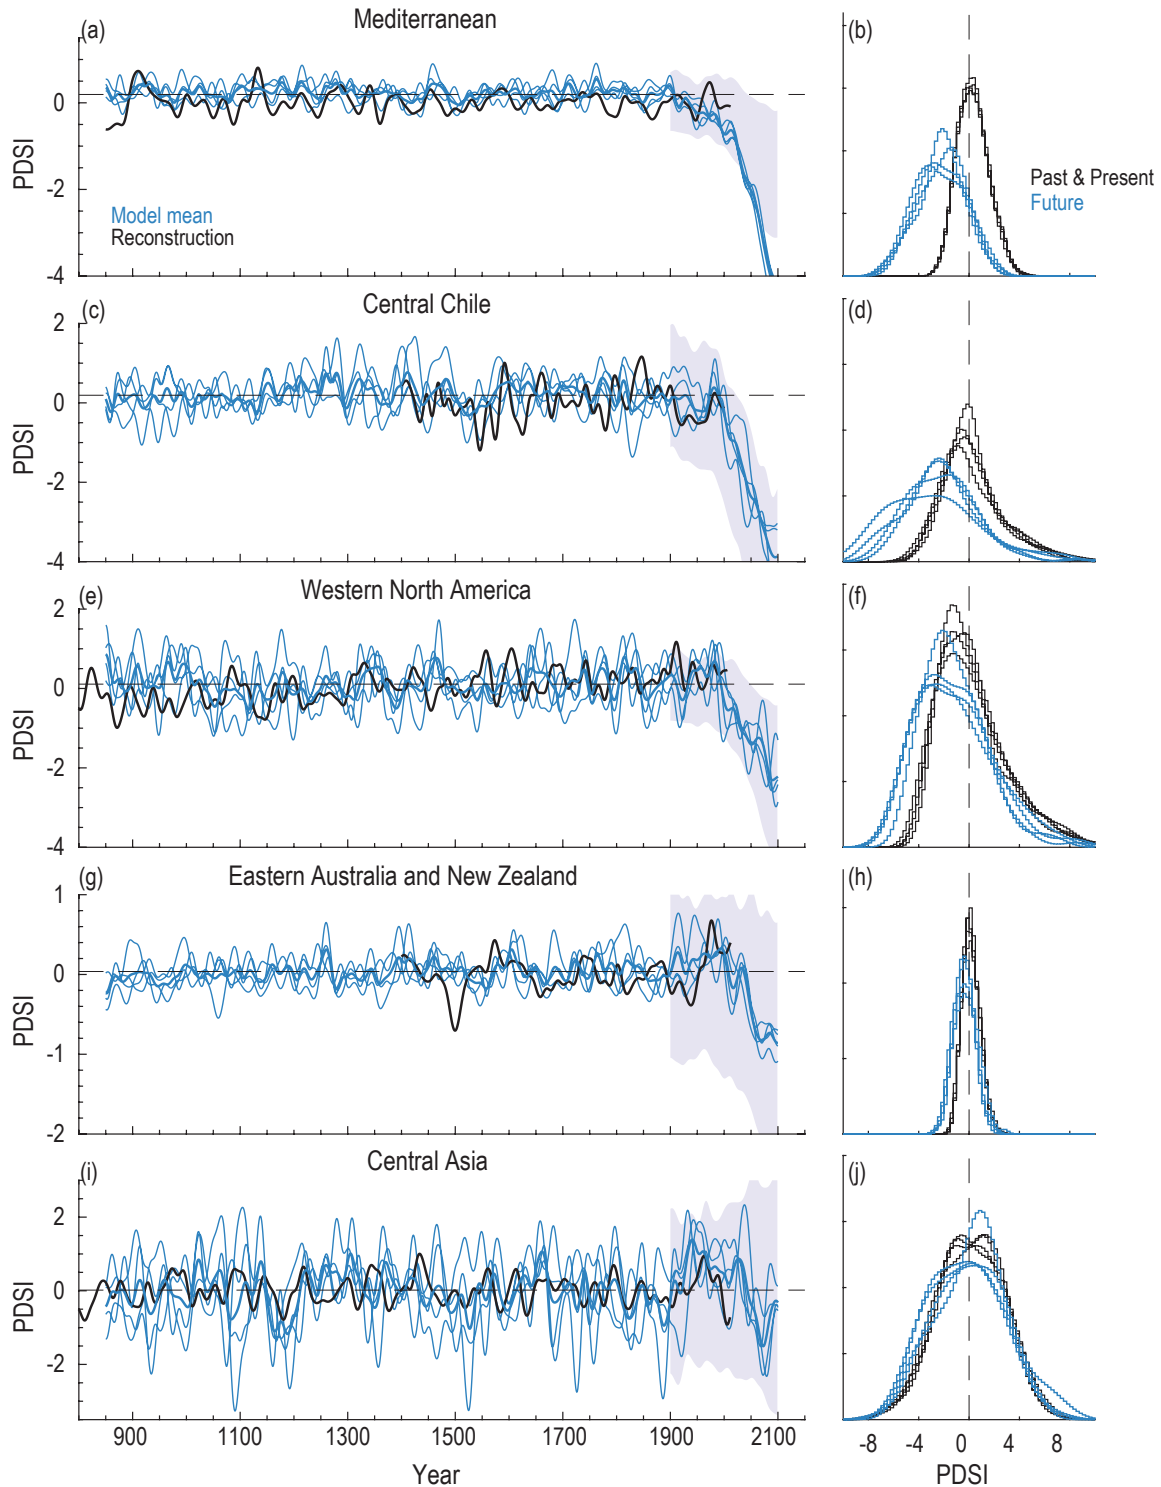 Mediterranean
(a)
(b)
0
-2
-4
PDSI
Model mean
Reconstruction
Past & Present
Future
Central Chile
(c)
(d)
2
0
-2
-4
PDSI
Western North America
(e)
(f)
2
0
-2
-4
PDSI
Eastern Australia and New Zealand
(g)
(h)
1
0
-1
-2
PDSI
Central Asia
(i)
(j)
2
0
-2
PDSI
900 1100 1300 1500 1700 1900 2100
Year
-8 -4 0 4 8
PDSI